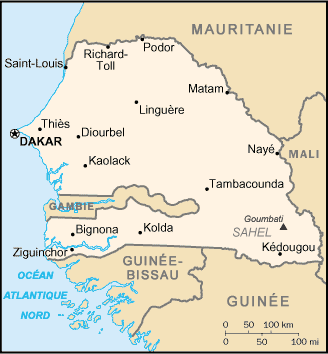 MAURITANIE
Podor
Richard-
Toll
Saint-Louis
Matam
Linguère
Thiès
Diourbel
DAKAR
Nayé
MALI
Kaolack
Tambacounda
GAMBIE
Goumbati
SAHEL
Bignona
Kolda
Ziguinchor
Kédougou
GUINÉE-
BISSAU
OCÉAN
ATLANTIQUE
NORD
GUINÉE
0 50 100 km
0 50 100 mi